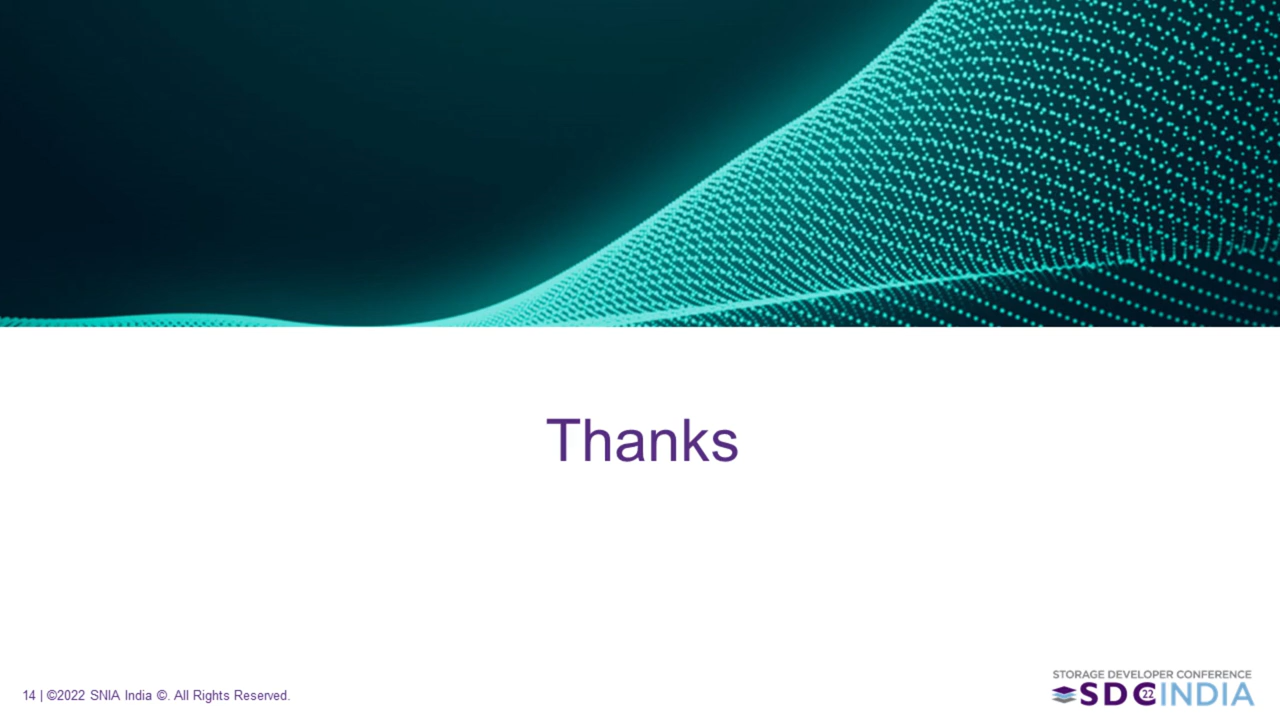 Thanks
14 | ©2022 SNIA India ©. All Rights Reserved.
STORAGE DEVELOPER CONFERENCE
SDC22INDIA